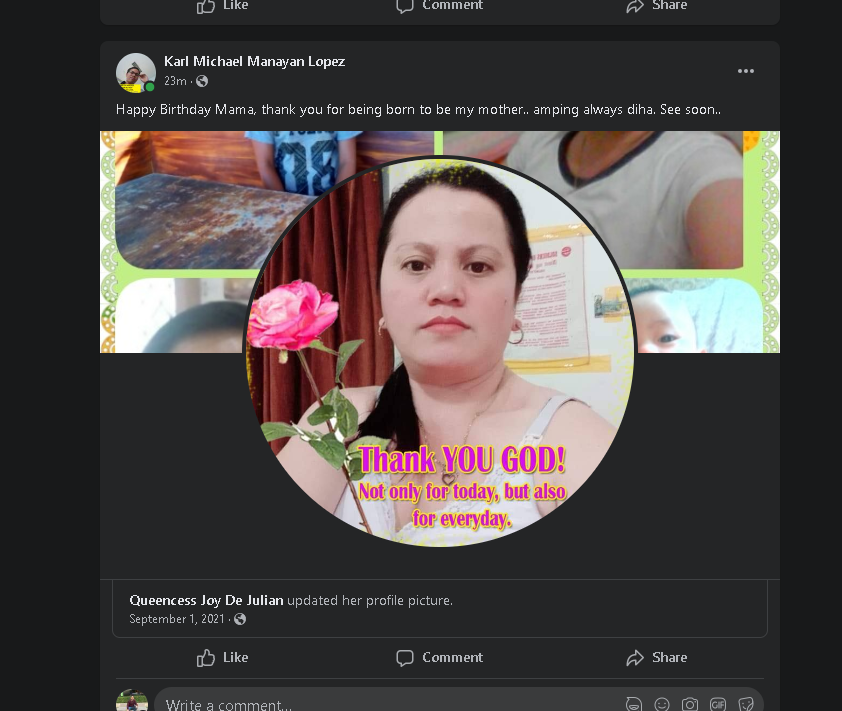 Like Comment Share
Karl Michael Manayan Lopez
23m ·
Happy Birthday Mama, thank you for being born to be my mother.. amping always diha. See soon..
Thank YOU GOD!
Not only for today, but also
for everyday.
Queencess Joy De Julian updated her profile picture.
September 1, 2021 ·
Like Comment Share
Write a comment...
GIF